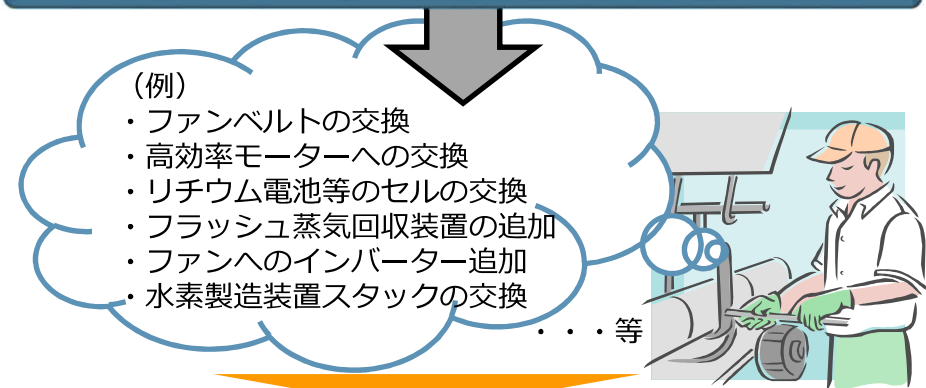 （例）
・ファンベルトの交換
・高効率モーターへの交換
・リチウム電池等のセルの交換
・フラッシュ蒸気回収装置の追加
・ファンへのインバーター追加
・水素製造装置スタックの交換
・・・等